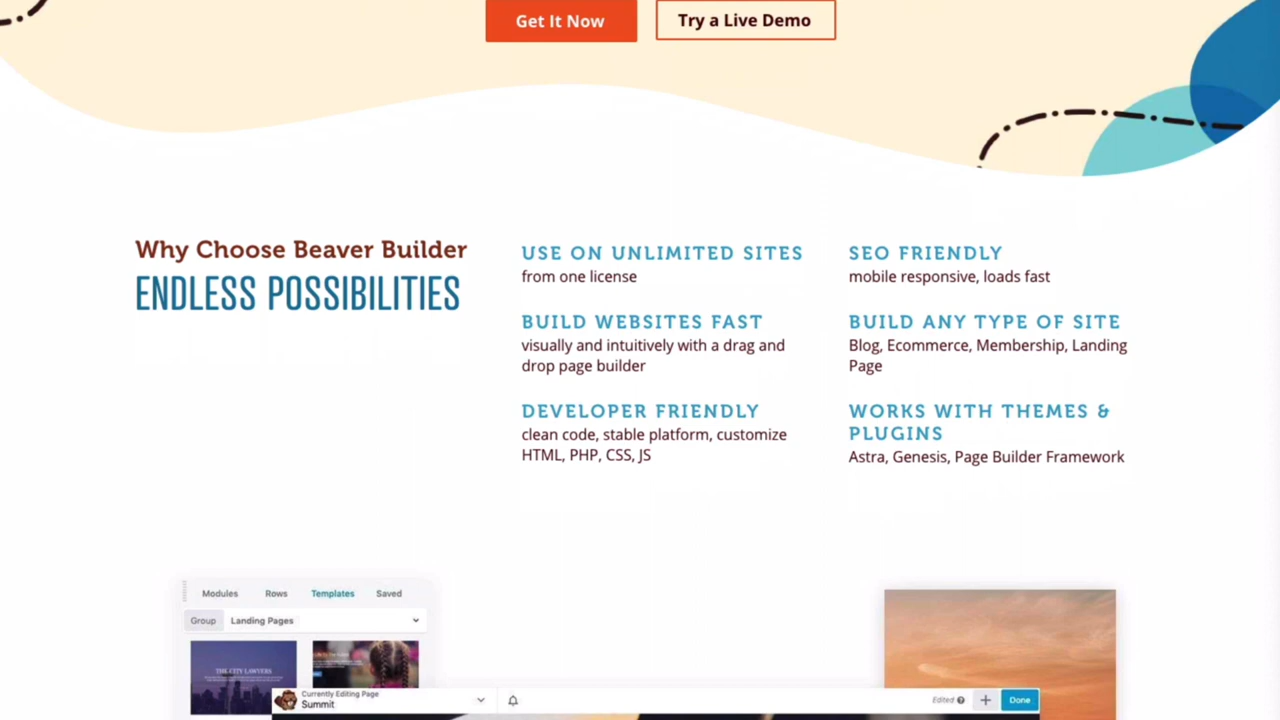 Get It Now
Try a Live Demo
Why Choose Beaver Builder
ENDLESS POSSIBILITIES
USE ON UNLIMITED SITES
from one license
BUILD WEBSITES FAST
visually and intuitively with a drag and
drop page builder
DEVELOPER FRIENDLY
clean code, stable platform, customize
HTML, PHP, CSS, JS
SEO FRIENDLY
mobile responsive, loads fast
BUILD ANY TYPE OF SITE
Blog, Ecommerce, Membership, Landing
Page
WORKS WITH THEMES &
PLUGINS
Astra, Genesis, Page Builder Framework
Modules Rows Templates Saved
Group Landing Pages
THE CITY LAWYERS
Currently Editing Page
Summit
Edited
Done